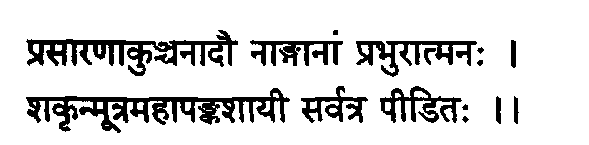 प्रसारणाकुञ्चनादौ नाङ्गानां प्रभुरात्मनः ।
शकृन्मूत्रमहापङ्कशायी सर्वत्र पीडितः ।।